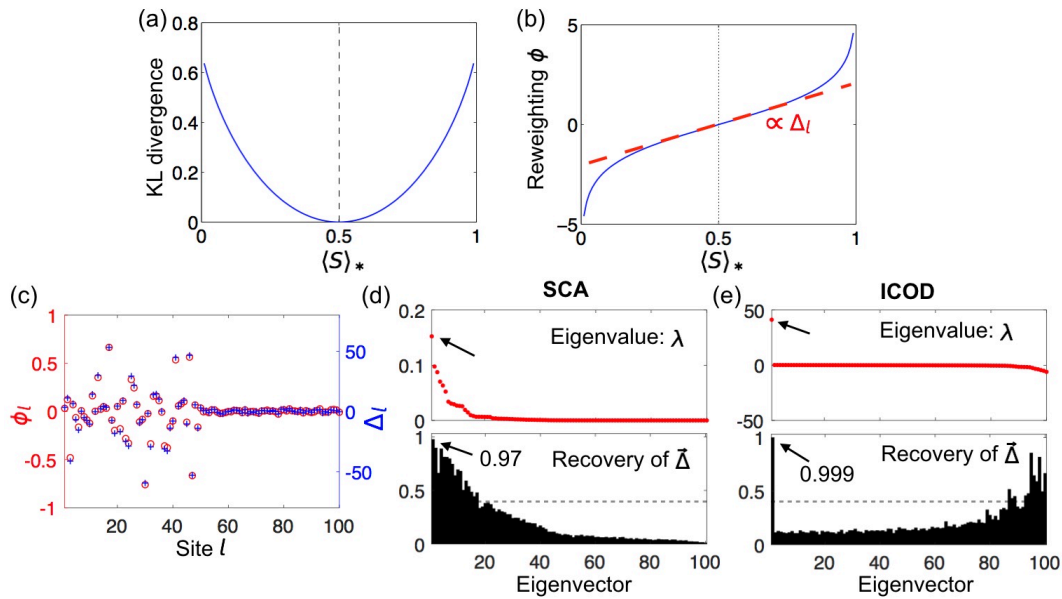 (a)
KL divergence
0.8
0.6
0.4
0.2
0
0
0.5
1
⟨S⟩*
(b)
Reweighting ϕ
5
0
−5
0
0.5
1
∝ Δl
⟨S⟩*
(c)
ϕl
1
0.5
0
-0.5
-1
50
0
-50
Δl
20
40
60
80
100
Site l
(d)
SCA
0.2
0.1
0
Eigenvalue: λ
1
0.5
0
0.97
Recovery of Δ⃗
20
40
60
80
100
Eigenvector
(e)
ICOD
50
0
-50
Eigenvalue: λ
1
0.5
0
0.999
Recovery of Δ⃗
20
40
60
80
100
Eigenvector